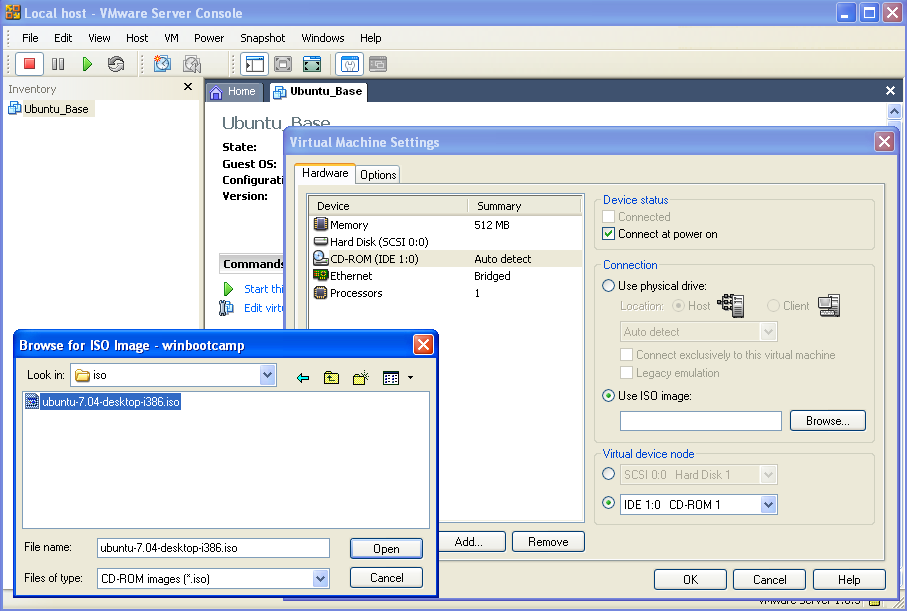 Local host - VMware Server Console
File Edit View Host VM Power Snapshot Windows Help
Inventory
Ubuntu_Base
Home Ubuntu_Base
Ubuntu_Base
State:
Guest OS:
Configurati
Version:
Commands
Start thi
Edit virtu
Virtual Machine Settings
Hardware Options
Device Summary
Memory 512 MB
Hard Disk (SCSI 0:0)
CD-ROM (IDE 1:0) Auto detect
Ethernet Bridged
Processors 1
Device status
Connected
Connect at power on
Connection
Use physical drive:
Location: Host Client
Auto detect
Connect exclusively to this virtual machine
Legacy emulation
Use ISO image:
Browse...
Virtual device node
SCSI 0:0 Hard Disk 1
IDE 1:0 CD-ROM 1
Add... Remove
OK Cancel Help
Browse for ISO Image - winbootcamp
Look in: iso
ubuntu-7.04-desktop-i386.iso
File name: ubuntu-7.04-desktop-i386.iso Open
Files of type: CD-ROM images (*.iso) Cancel
VMware Server